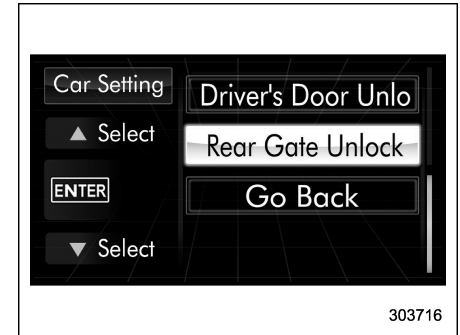 Car Setting
▲ Select
ENTER
▼ Select
Driver's Door Unlo
Rear Gate Unlock
Go Back
303716